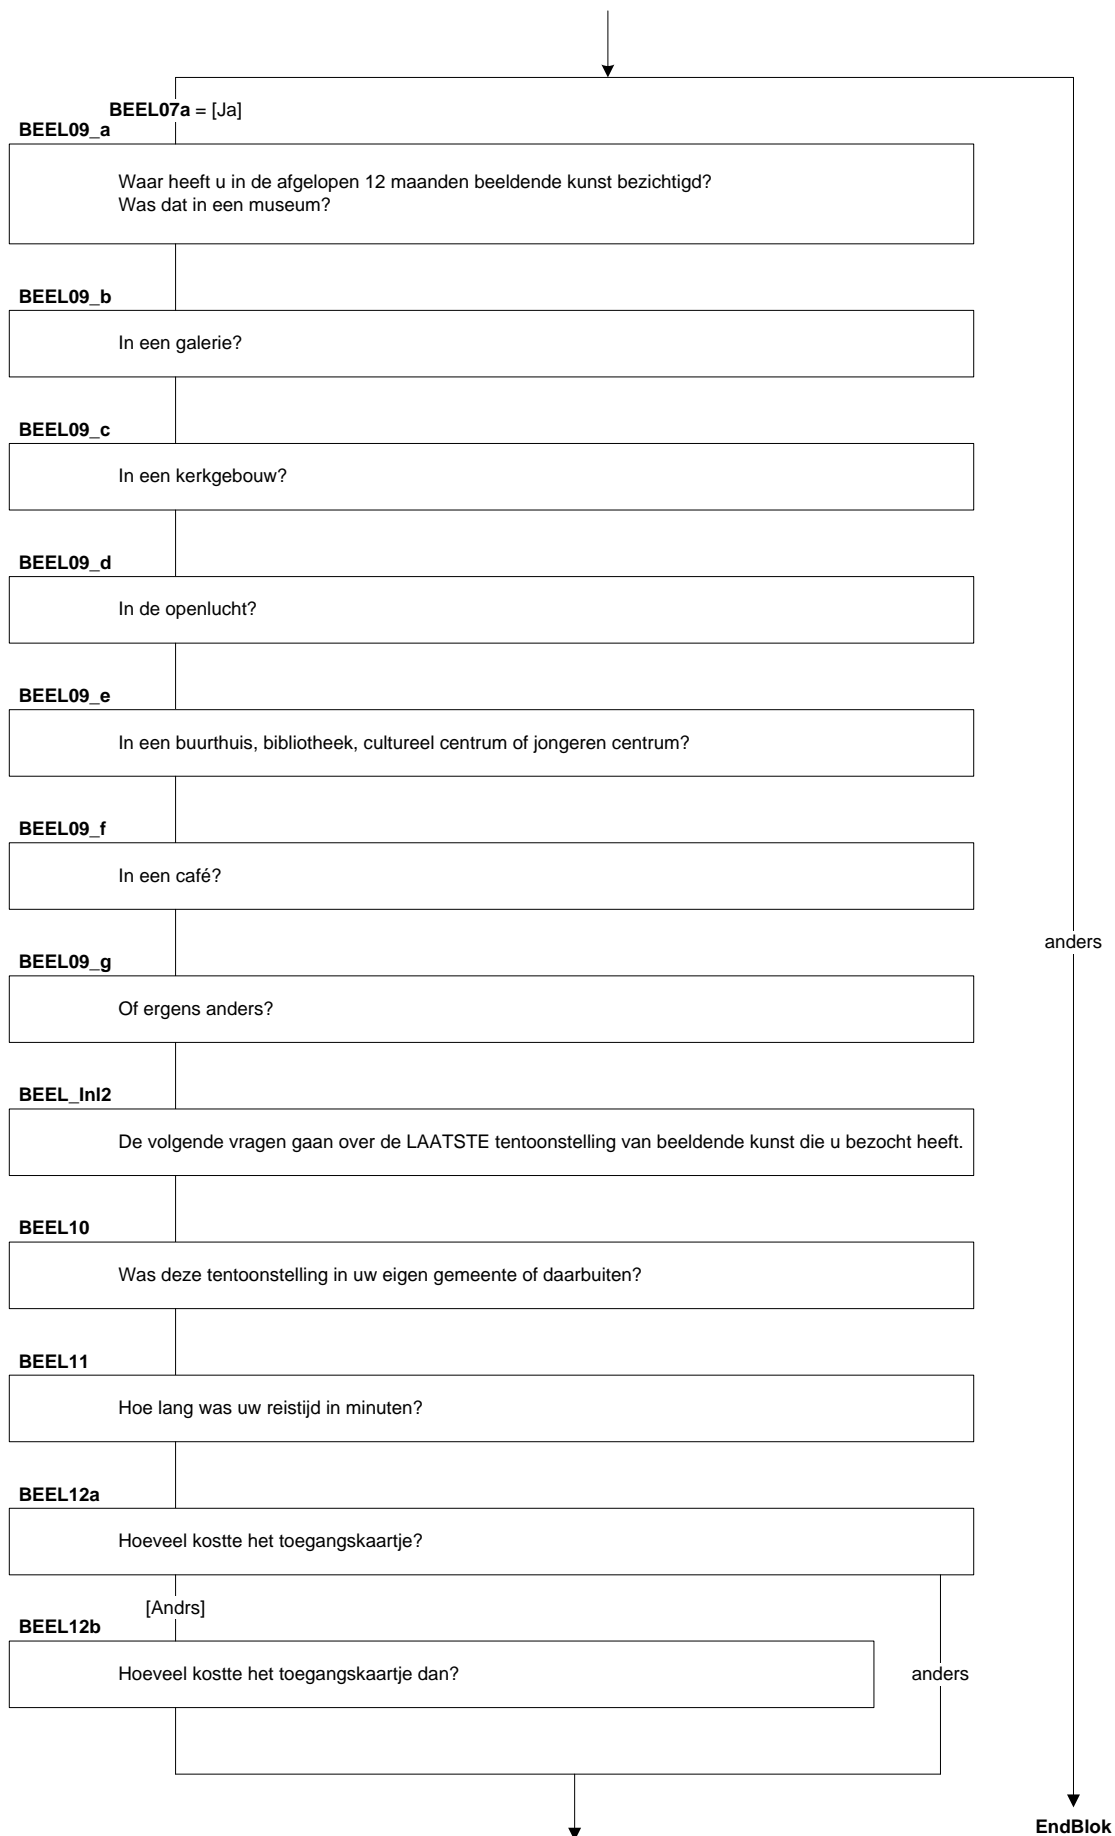 BEEL07a = [Ja]
BEEL09_a
Waar heeft u in de afgelopen 12 maanden beeldende kunst bezichtigd?
Was dat in een museum?
BEEL09_b
In een galerie?
BEEL09_c
In een kerkgebouw?
BEEL09_d
In de openlucht?
BEEL09_e
In een buurthuis, bibliotheek, cultureel centrum of jongeren centrum?
BEEL09_f
In een café?
anders
BEEL09_g
Of ergens anders?
BEEL_Inl2
De volgende vragen gaan over de LAATSTE tentoonstelling van beeldende kunst die u bezocht heeft.
BEEL10
Was deze tentoonstelling in uw eigen gemeente of daarbuiten?
BEEL11
Hoe lang was uw reistijd in minuten?
BEEL12a
Hoeveel kostte het toegangskaartje?
[Andrs]
BEEL12b
Hoeveel kostte het toegangskaartje dan?
anders
EndBlok